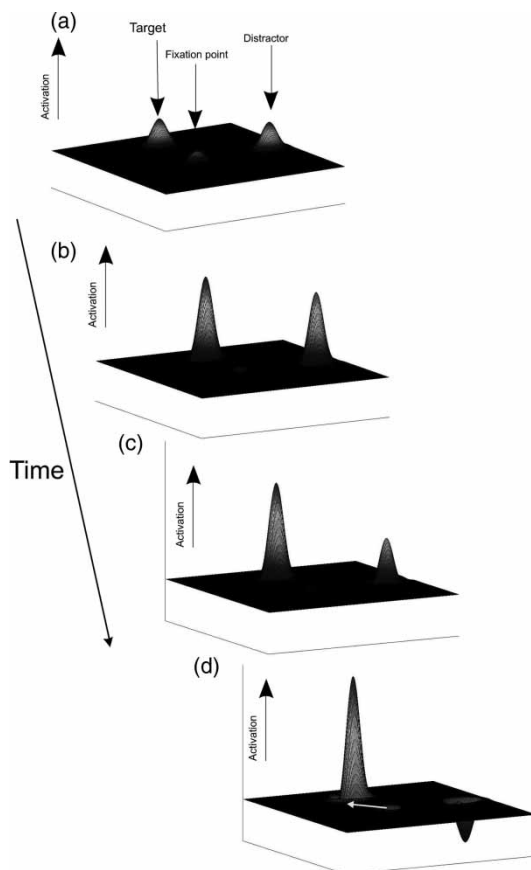 (a)
Target
Fixation point
Distractor
Activation
(b)
Activation
Time
(c)
Activation
(d)
Activation